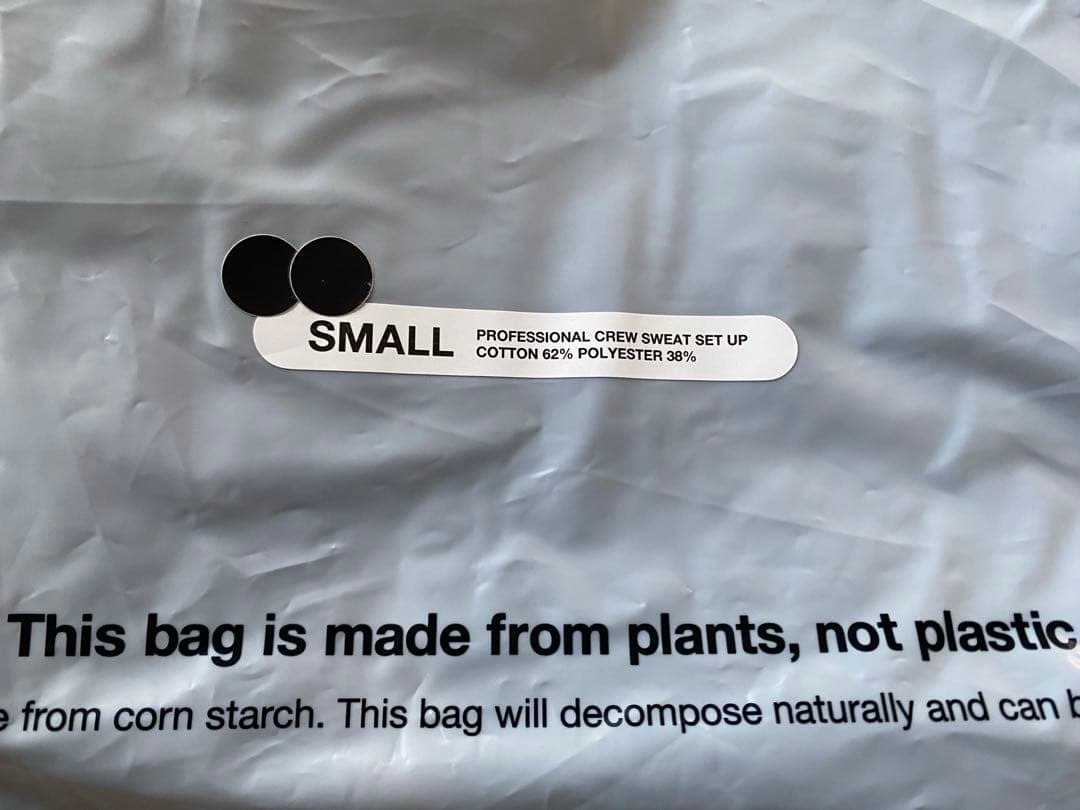 SMALL PROFESSIONAL CREW SWEAT SET UP
COTTON 62% POLYESTER 38%
This bag is made from plants, not plastic
from corn starch. This bag will decompose naturally and can